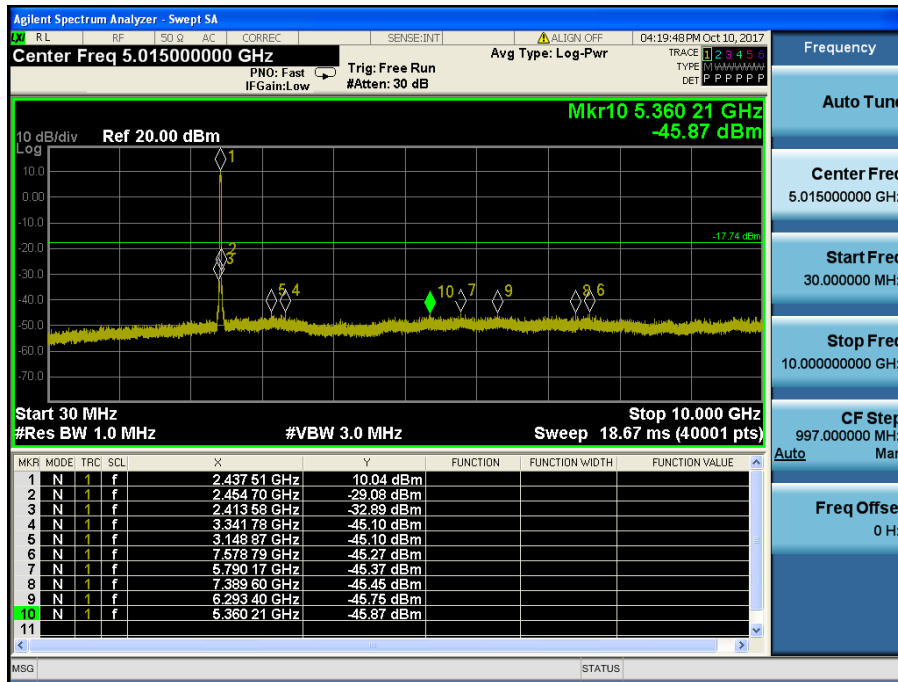 Agilent Spectrum Analyzer - Swept SA
LXI RL RF 50 Ω AC CORREC SENSE:INT ALIGN OFF 04:19:48 PM Oct 10, 2017
Center Freq 5.015000000 GHz
PNO: Fast
IFGain:Low
Trig: Free Run
#Atten: 30 dB
Avg Type: Log-Pwr
TRACE 1 2 3 4 5 6
TYPE M WWWWW
DET P P P P P P
Mkr10 5.360 21 GHz
-45.87 dBm
10 dB/div Ref 20.00 dBm
Log
10.0
0.00
-10.0
-20.0
-30.0
-40.0
-50.0
-60.0
-70.0
-17.74 dBm
1
2
3
5 4
10 7 9 8 6
Start 30 MHz Stop 10.000 GHz
#Res BW 1.0 MHz #VBW 3.0 MHz Sweep 18.67 ms (40001 pts)
MKR MODE TRC SCL X Y FUNCTION FUNCTION WIDTH FUNCTION VALUE
1 N 1 f 2.437 51 GHz 10.04 dBm
2 N 1 f 2.454 70 GHz -29.08 dBm
3 N 1 f 2.413 58 GHz -32.89 dBm
4 N 1 f 3.341 78 GHz -45.10 dBm
5 N 1 f 3.148 87 GHz -45.10 dBm
6 N 1 f 7.578 79 GHz -45.27 dBm
7 N 1 f 5.790 17 GHz -45.37 dBm
8 N 1 f 7.389 60 GHz -45.45 dBm
9 N 1 f 6.293 40 GHz -45.75 dBm
10 N 1 f 5.360 21 GHz -45.87 dBm
11
MSG STATUS
Frequency
Auto Tune
Center Freq
5.015000000 GHz
Start Freq
30.000000 MHz
Stop Freq
10.000000000 GHz
CF Step
997.000000 MHz
Auto Man
Freq Offset
0 Hz